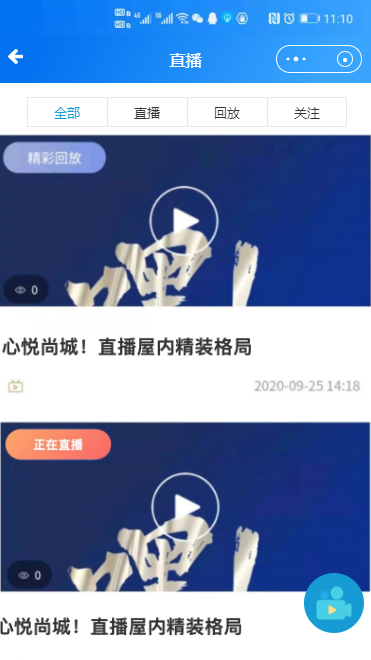 11:10
直播
全部
直播
回放
关注
精彩回放
0
心悦尚城！直播屋内精装格局
2020-09-25 14:18
正在直播
0
心悦尚城！直播屋内精装格局